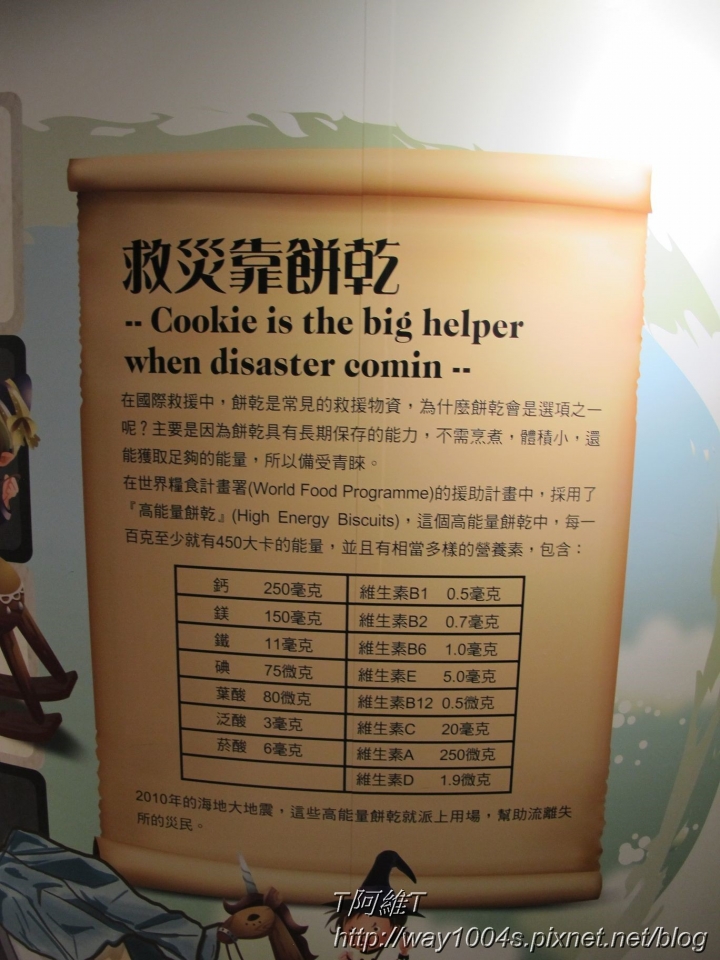 救災靠餅乾
-- Cookie is the big helper
when disaster comin --
在國際救援中，餅乾是常見的救援物資，為什麼餅乾會是選項之一
呢？主要是因為餅乾具有長期保存的能力，不需烹煮，體積小，還
能獲取足夠的能量，所以備受青睞。
在世界糧食計畫署(World Food Programme)的援助計畫中，採用了
『高能量餅乾』(High Energy Biscuits)，這個高能量餅乾中，每一
百克至少就有450大卡的能量，並且有相當多樣的營養素，包含：
鈣 250毫克 維生素B1 0.5毫克
鎂 150毫克 維生素B2 0.7毫克
鐵 11毫克 維生素B6 1.0毫克
碘 75微克 維生素E 5.0毫克
葉酸 80微克 維生素B12 0.5微克
泛酸 3毫克 維生素C 20毫克
菸酸 6毫克 維生素A 250微克
維生素D 1.9微克
2010年的海地大地震，這些高能量餅乾就派上用場，幫助流離失
所的災民。
T阿維T
http://way1004s.pixnet.net/blog